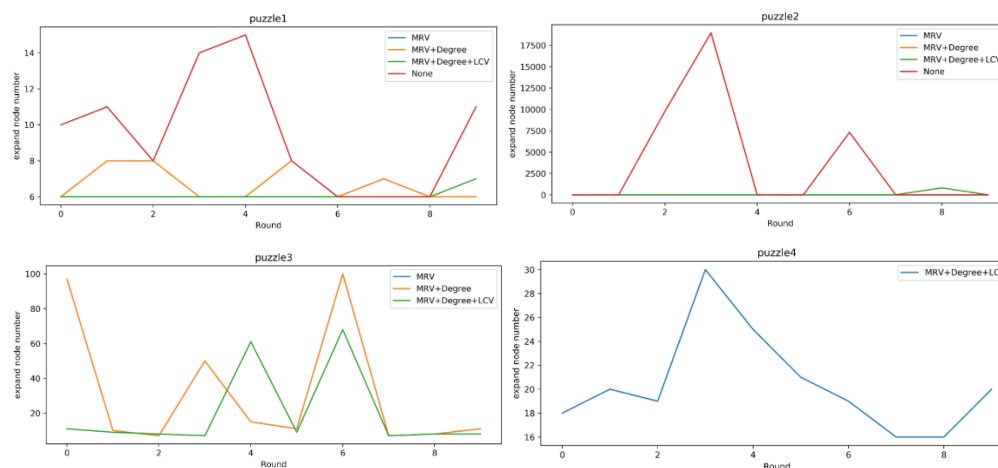 puzzle1
expand node number
14
12
10
8
6
MRV
MRV+Degree
MRV+Degree+LCV
None
0
2
4
6
8
Round
puzzle2
expand node number
17500
15000
12500
10000
7500
5000
2500
0
MRV
MRV+Degree
MRV+Degree+LCV
None
0
2
4
6
8
Round
puzzle3
expand node number
100
80
60
40
20
MRV
MRV+Degree
MRV+Degree+LCV
0
2
4
6
8
Round
puzzle4
expand node number
30
28
26
24
22
20
18
16
MRV+Degree+LC
0
2
4
6
8
Round